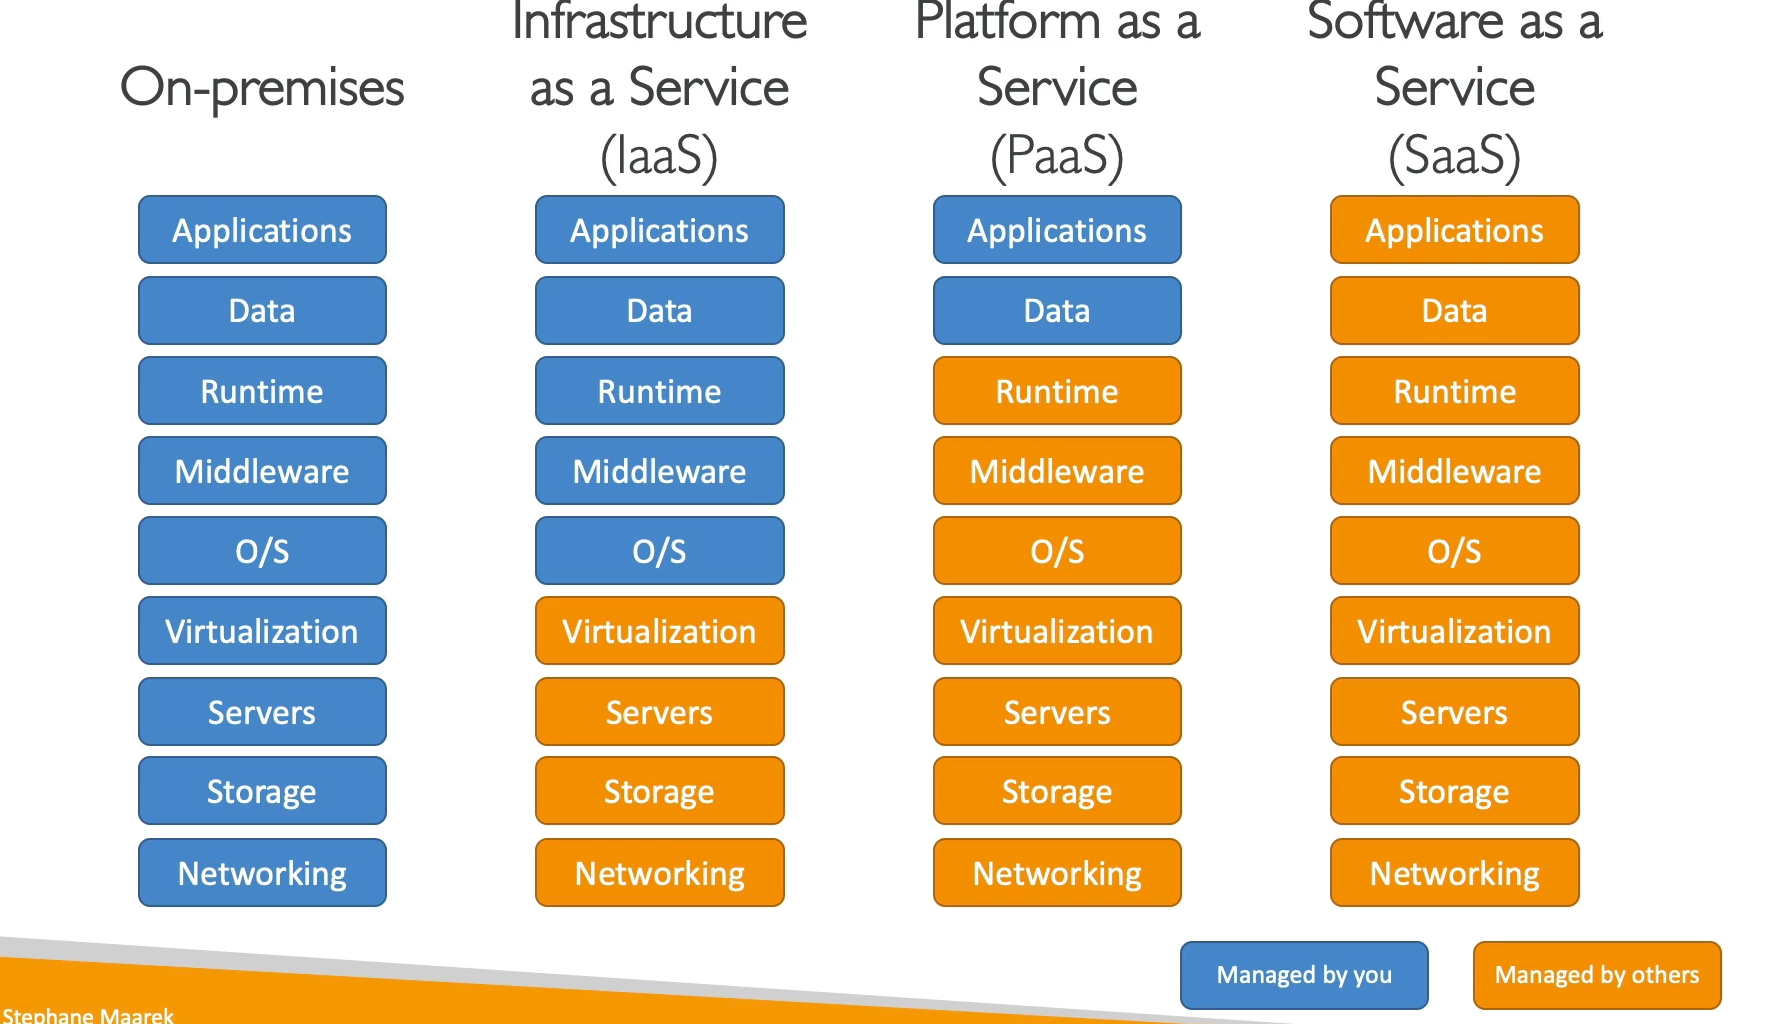 On-premises
Infrastructure
as a Service
(IaaS)
Platform as a
Service
(PaaS)
Software as a
Service
(SaaS)
Applications
Data
Runtime
Middleware
O/S
Virtualization
Servers
Storage
Networking
Applications
Data
Runtime
Middleware
O/S
Virtualization
Servers
Storage
Networking
Applications
Data
Runtime
Middleware
O/S
Virtualization
Servers
Storage
Networking
Applications
Data
Runtime
Middleware
O/S
Virtualization
Servers
Storage
Networking
Managed by you
Managed by others
Stephane Maarek